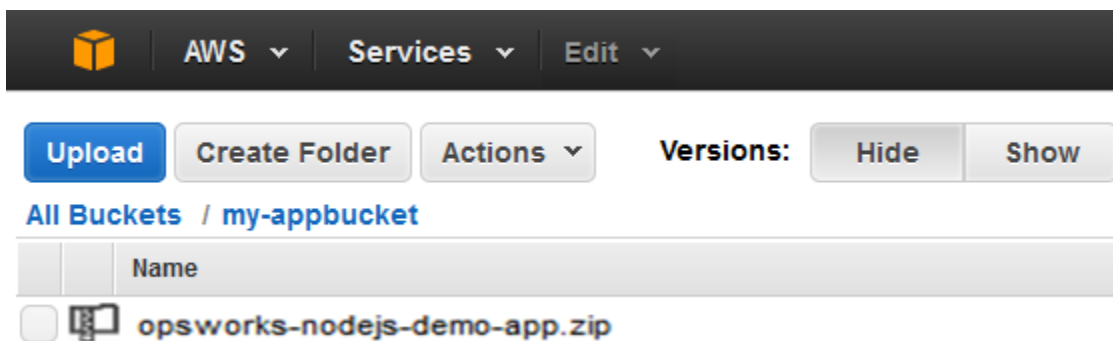 AWS Services Edit
Upload Create Folder Actions Versions: Hide Show
All Buckets / my-appbucket
Name
opsworks-nodejs-demo-app.zip